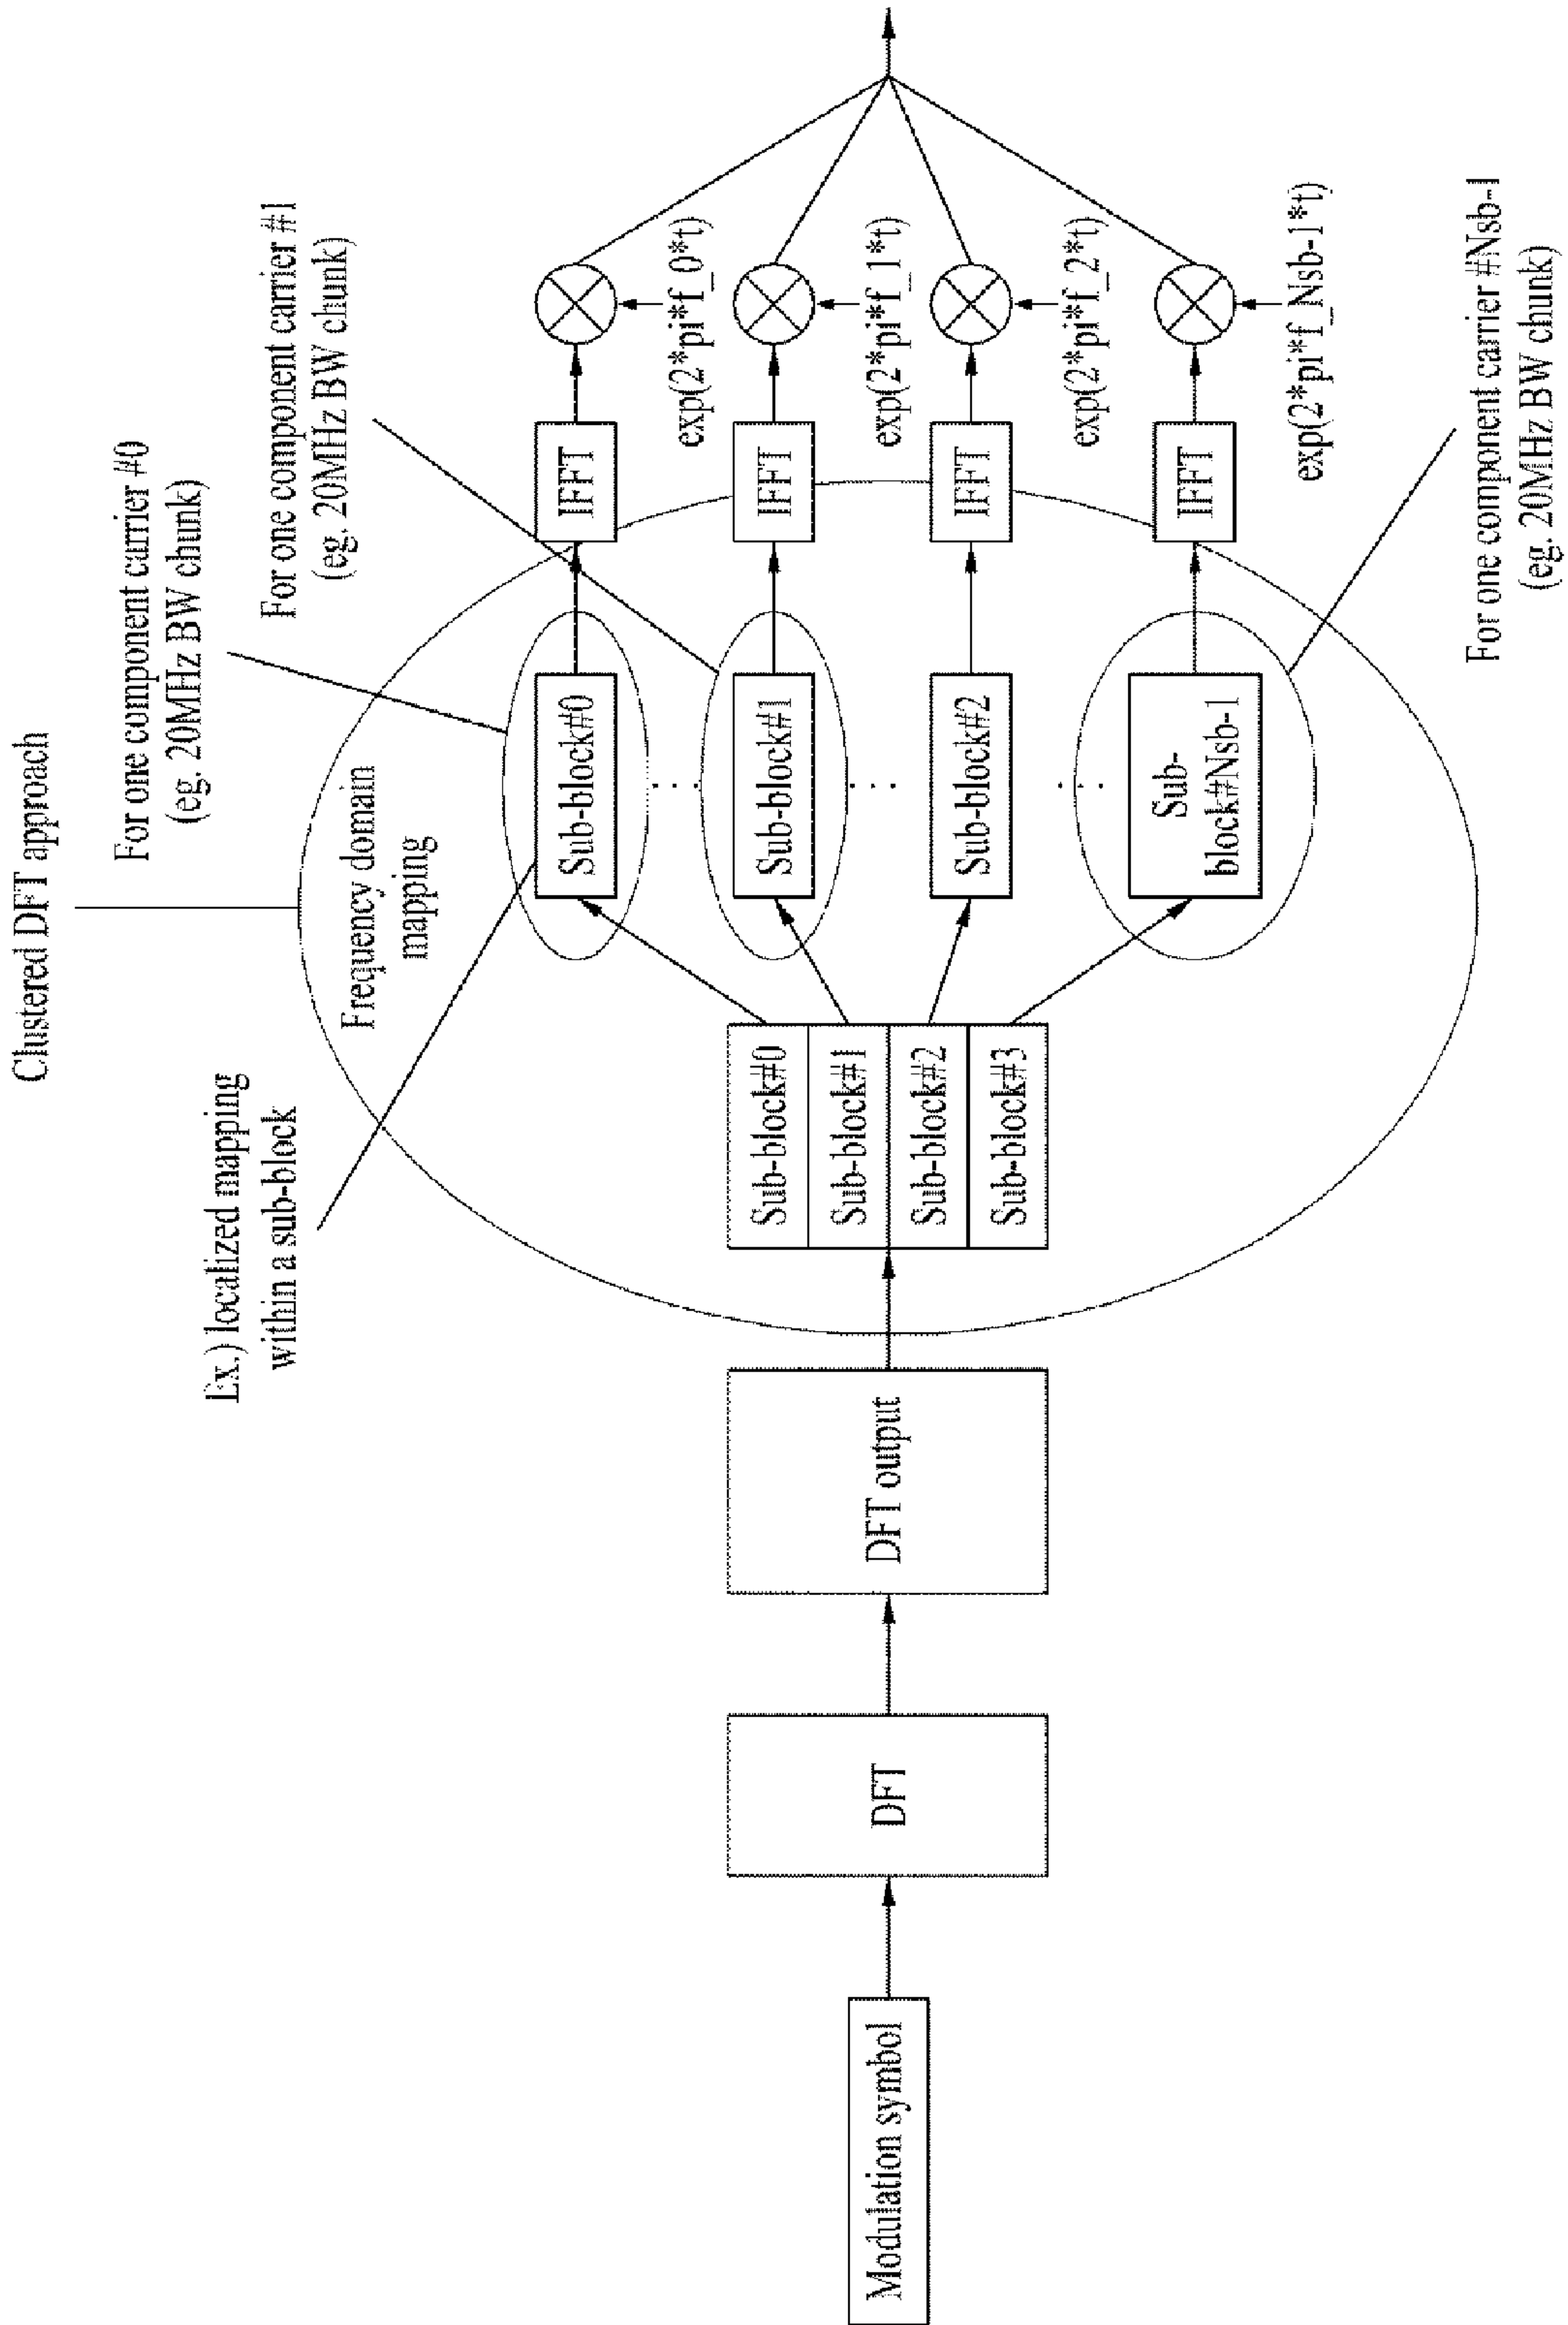 Clustered DFT approach
For one component carrier #0
(eg. 20MHz BW chunk)
For one component carrier #1
(eg. 20MHz BW chunk)
Ex.) localized mapping
within a sub-block
Frequency domain
mapping
Modulation symbol
DFT
DFT output
Sub-block#0
Sub-block#1
Sub-block#2
Sub-block#3
Sub-block#0
IFFT
exp(2*pi*f_0*t)
Sub-block#1
IFFT
exp(2*pi*f_1*t)
Sub-block#2
IFFT
exp(2*pi*f_2*t)
Sub-
block#Nsb-1
IFFT
exp(2*pi*f_Nsb-1*t)
For one component carrier #Nsb-1
(eg. 20MHz BW chunk)